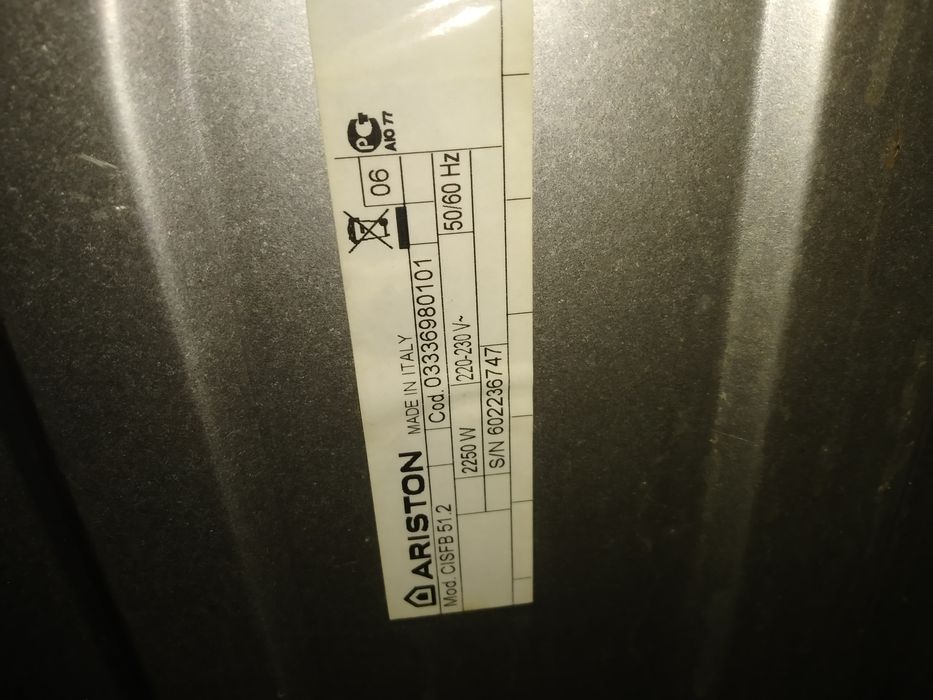 ARISTON MADE IN ITALY 06 AIO 77
Mod. CISFB 51.2 Cod. 03336980101
2250 W 220-230 V~ 50/60 Hz
S/N 602236747